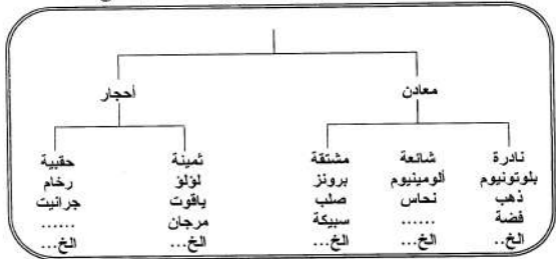 معادن أحجار
نادرة شائعة مشتقة ثمينة حقبية
بلوتونيوم ألومينيوم برونز لؤلؤ رخام
ذهب نحاس صلب ياقوت جرانيت
فضة ...... سبيكة مرجان ......
الخ.. الخ... الخ... الخ... الخ...